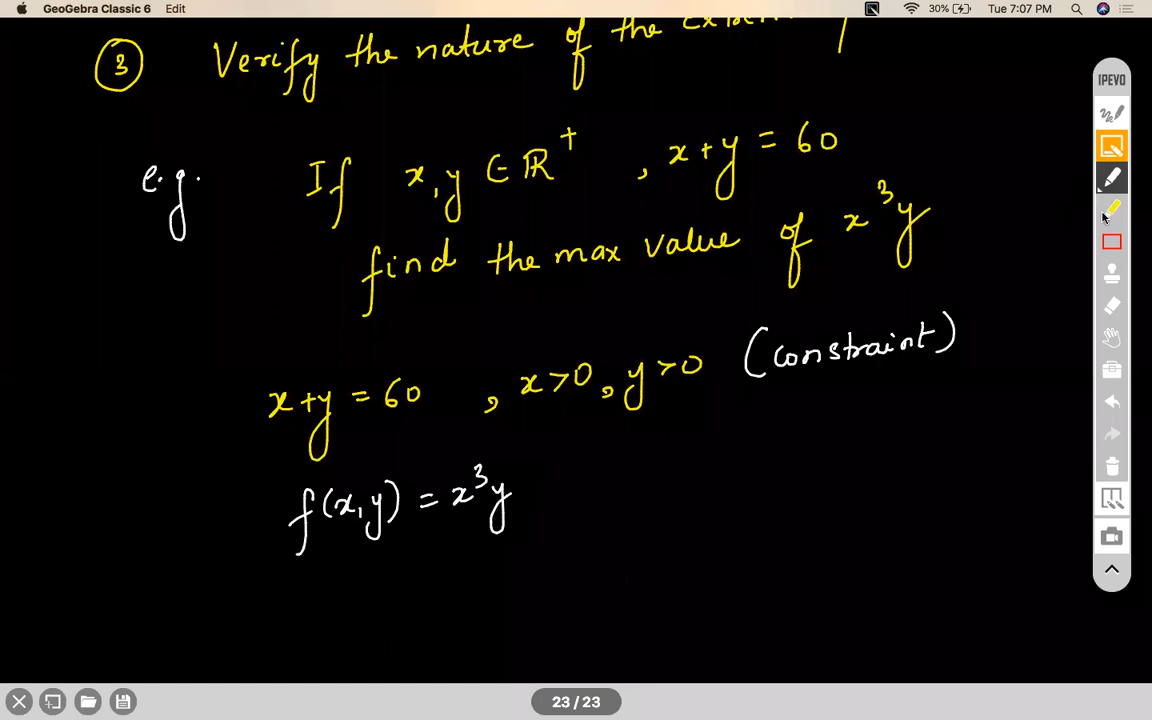 GeoGebra Classic 6 Edit 30% Tue 7:07 PM
③ Verify the nature of the
IPEVO
e.g. If x, y ∈ ℝ⁺, x + y = 60
find the max value of x³y
x + y = 60, x > 0, y > 0 (constraint)
f(x, y) = x³y
23 / 23